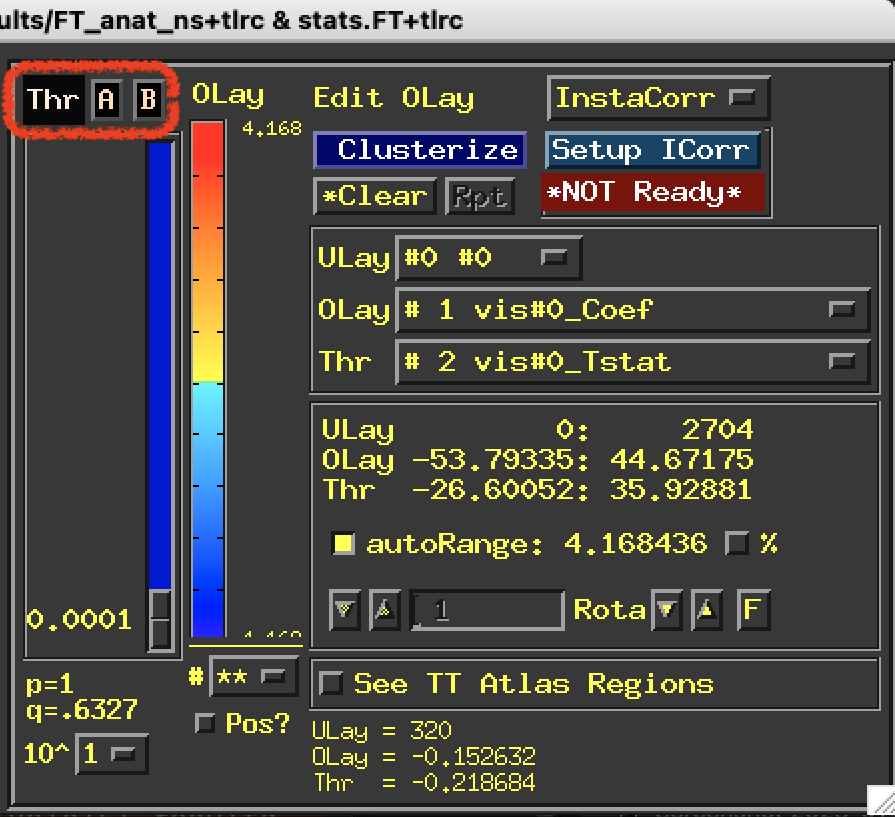 ults/FT_anat_ns+tlrc & stats.FT+tlrc
Thr A B OLay Edit OLay InstaCorr
4.168
Clusterize Setup ICorr
*Clear Rpt *NOT Ready*
ULay #0 #0
OLay # 1 vis#0_Coef
Thr # 2 vis#0_Tstat
ULay 0: 2704
OLay -53.79335: 44.67175
Thr -26.60052: 35.92881
autoRange: 4.168436 %
1 Rota F
0.0001
# **
See TT Atlas Regions
p=1
q=.6327
Pos?
10^ 1
ULay = 320
OLay = -0.152632
Thr = -0.218684